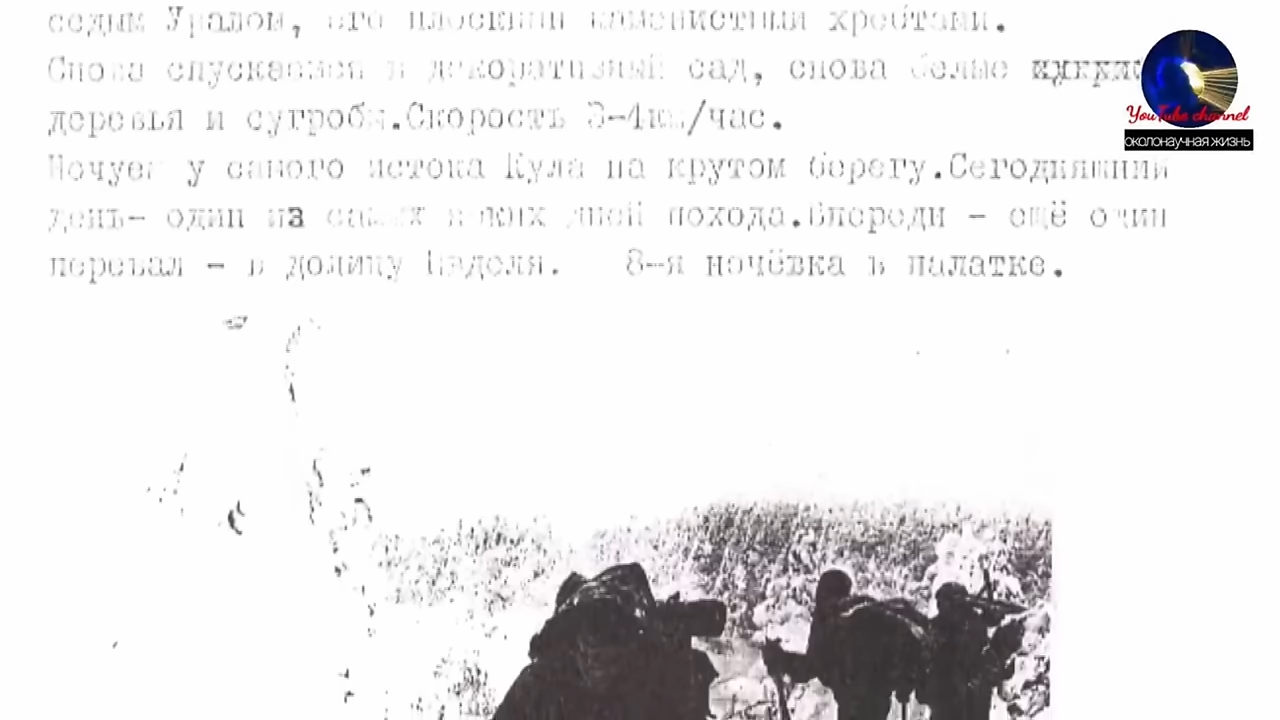 седым Уралом, его плоскими каменистыми хребтами.
Снова спускаемся в декоративный сад, снова белые
деревья и сугробы.Скорость 3-4км/час.
Ночуем у самого истока Кула на крутом берегу.Сегодняшний
день- один из самых ярких дней похода.Впереди - ещё один
перевал - в долину 8-я ночёвка в палатке.
YouTube channel
околонаучная жизнь